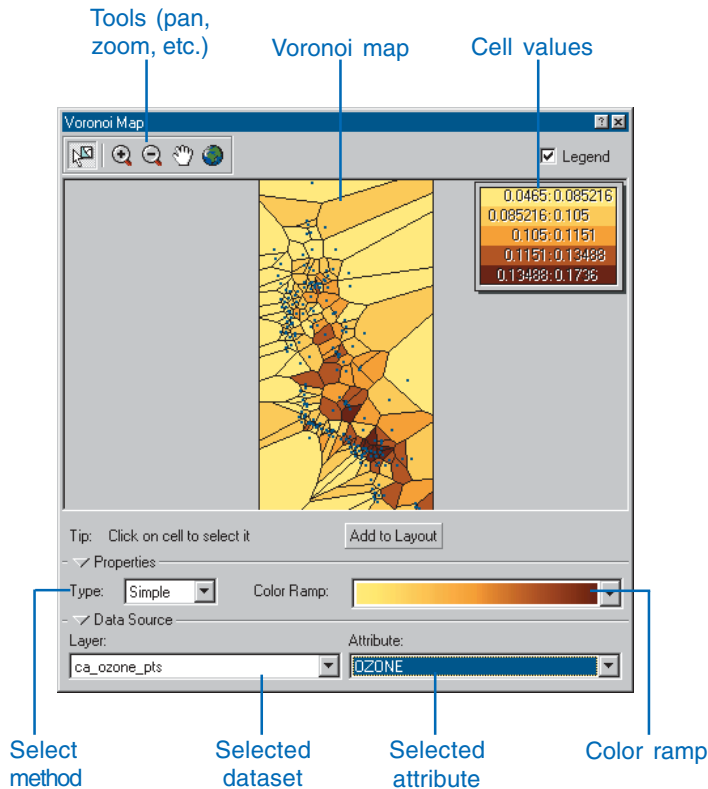 Tools (pan,
zoom, etc.)
Voronoi map
Cell values
Voronoi Map
Legend
0.0465:0.085216
0.085216:0.105
0.105:0.1151
0.1151:0.13488
0.13488:0.1736
Tip: Click on cell to select it
Add to Layout
Properties
Type: Simple
Color Ramp:
Data Source
Layer:
Attribute:
ca_ozone_pts
OZONE
Select
method
Selected
dataset
Selected
attribute
Color ramp